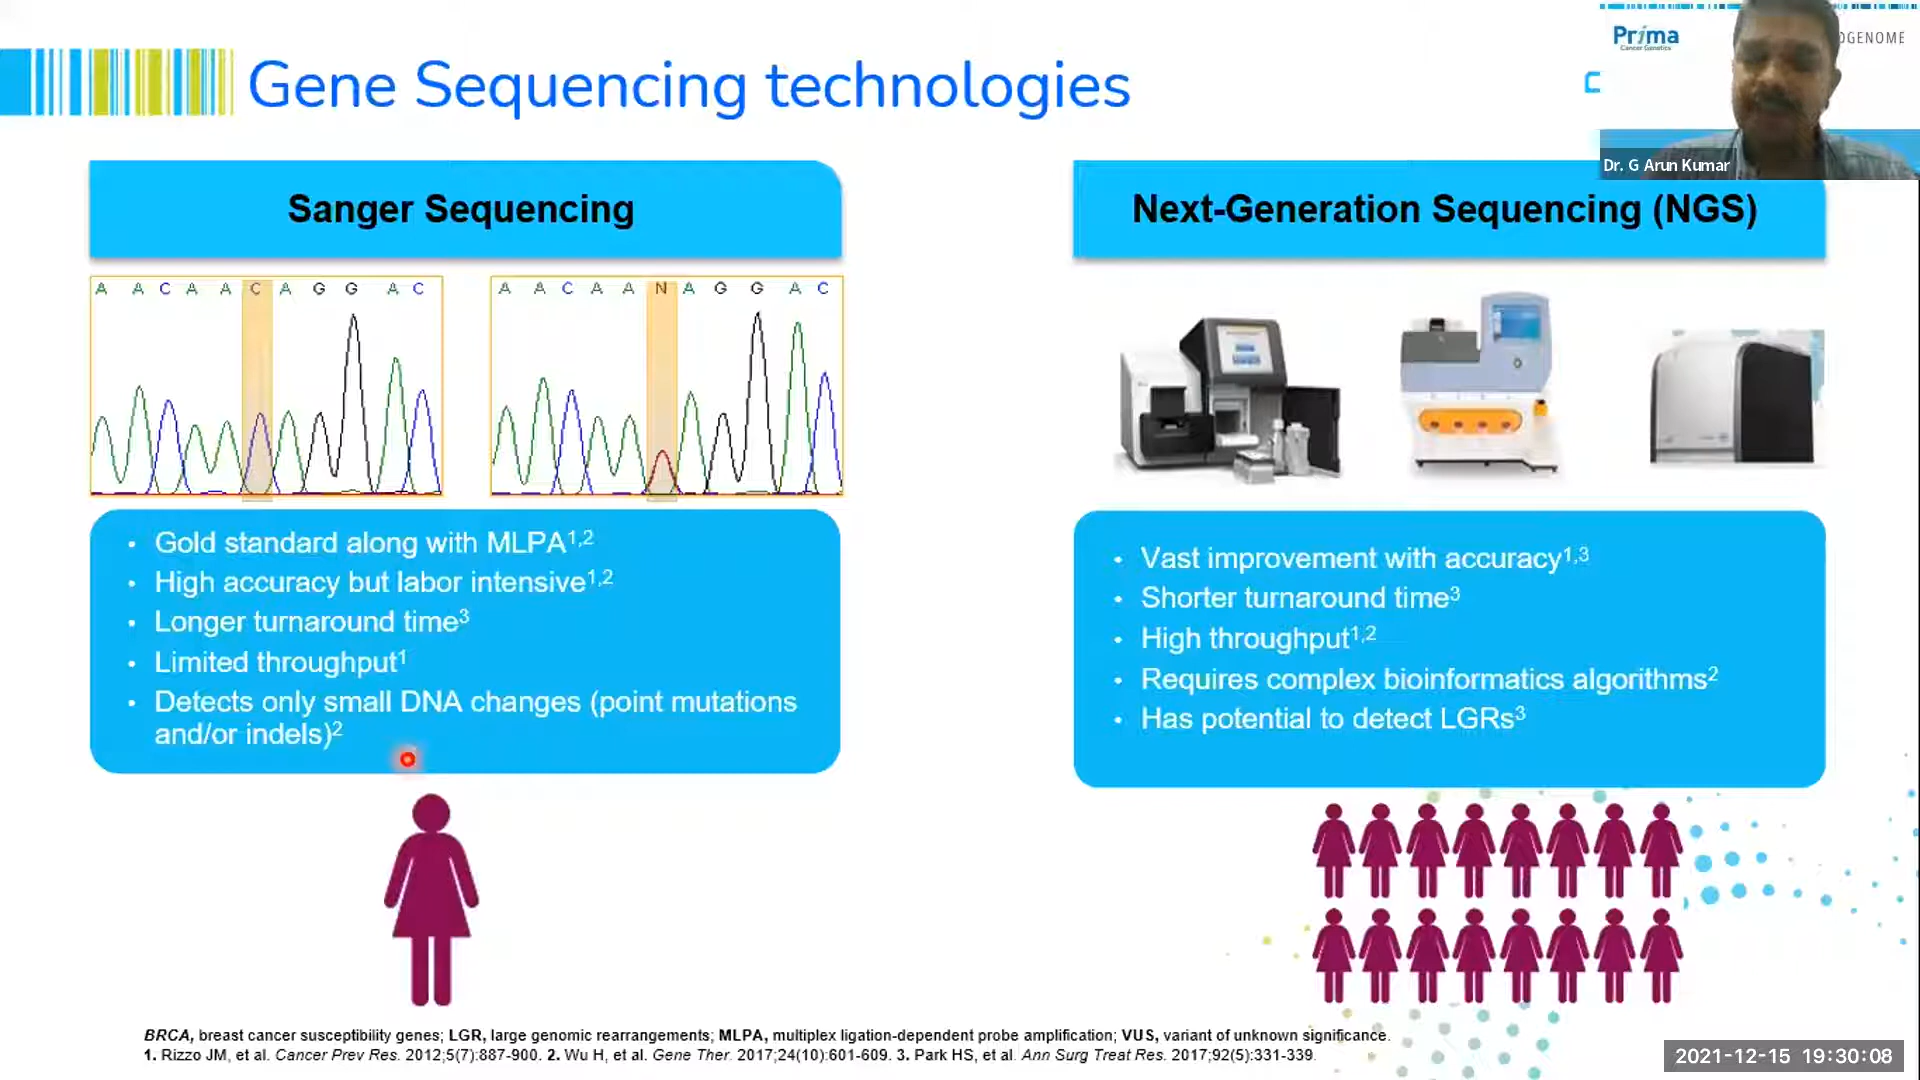 Gene Sequencing technologies
Prima
Cancer Genetics
OGENOME
Dr. G Arun Kumar
Sanger Sequencing
A A C A A C A G G A C
A A C A A N A G G A C
• Gold standard along with MLPA1,2
• High accuracy but labor intensive1,2
• Longer turnaround time3
• Limited throughput1
• Detects only small DNA changes (point mutations
and/or indels)2
Next-Generation Sequencing (NGS)
• Vast improvement with accuracy1,3
• Shorter turnaround time3
• High throughput1,2
• Requires complex bioinformatics algorithms2
• Has potential to detect LGRs3
BRCA, breast cancer susceptibility genes; LGR, large genomic rearrangements; MLPA, multiplex ligation-dependent probe amplification; VUS, variant of unknown significance.
1. Rizzo JM, et al. Cancer Prev Res. 2012;5(7):887-900. 2. Wu H, et al. Gene Ther. 2017;24(10):601-609. 3. Park HS, et al. Ann Surg Treat Res. 2017;92(5):331-339.
2021-12-15 19:30:08